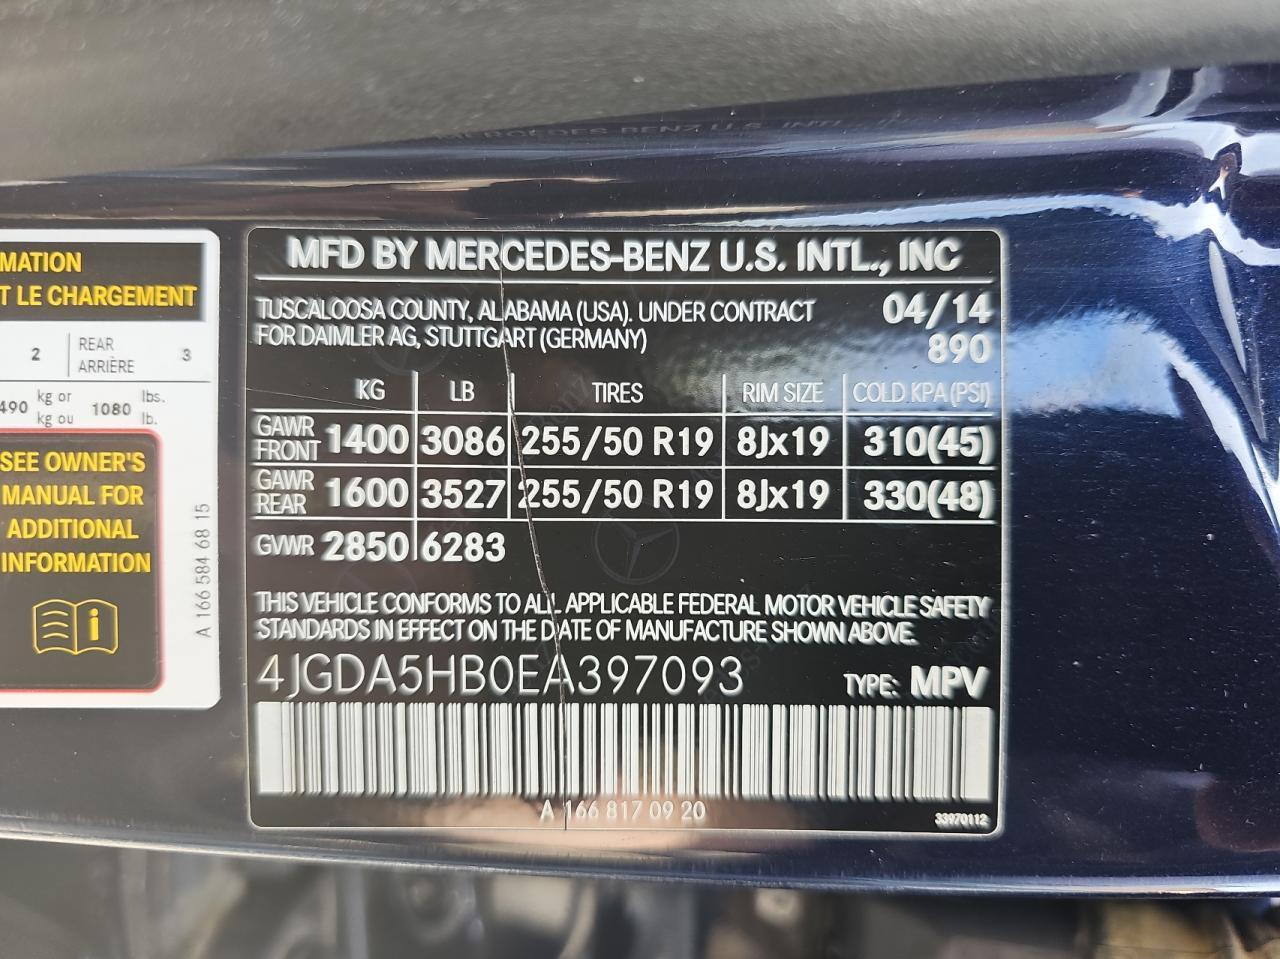 MATION
T LE CHARGEMENT
2 REAR ARRIÈRE 3
490 kg or kg ou 1080 lbs. lb.
SEE OWNER'S
MANUAL FOR
ADDITIONAL
INFORMATION
A 166 584 68 15
MFD BY MERCEDES-BENZ U.S. INTL., INC
TUSCALOOSA COUNTY, ALABAMA (USA). UNDER CONTRACT 04/14
FOR DAIMLER AG, STUTTGART (GERMANY) 890
KG LB TIRES RIM SIZE COLD KPA (PSI)
GAWR FRONT 1400 3086 255/50 R19 8Jx19 310(45)
GAWR REAR 1600 3527 255/50 R19 8Jx19 330(48)
GVWR 2850 6283
THIS VEHICLE CONFORMS TO ALL APPLICABLE FEDERAL MOTOR VEHICLE SAFETY
STANDARDS IN EFFECT ON THE DATE OF MANUFACTURE SHOWN ABOVE.
4JGDA5HB0EA397093 TYPE: MPV
A 166 817 09 20
33970112